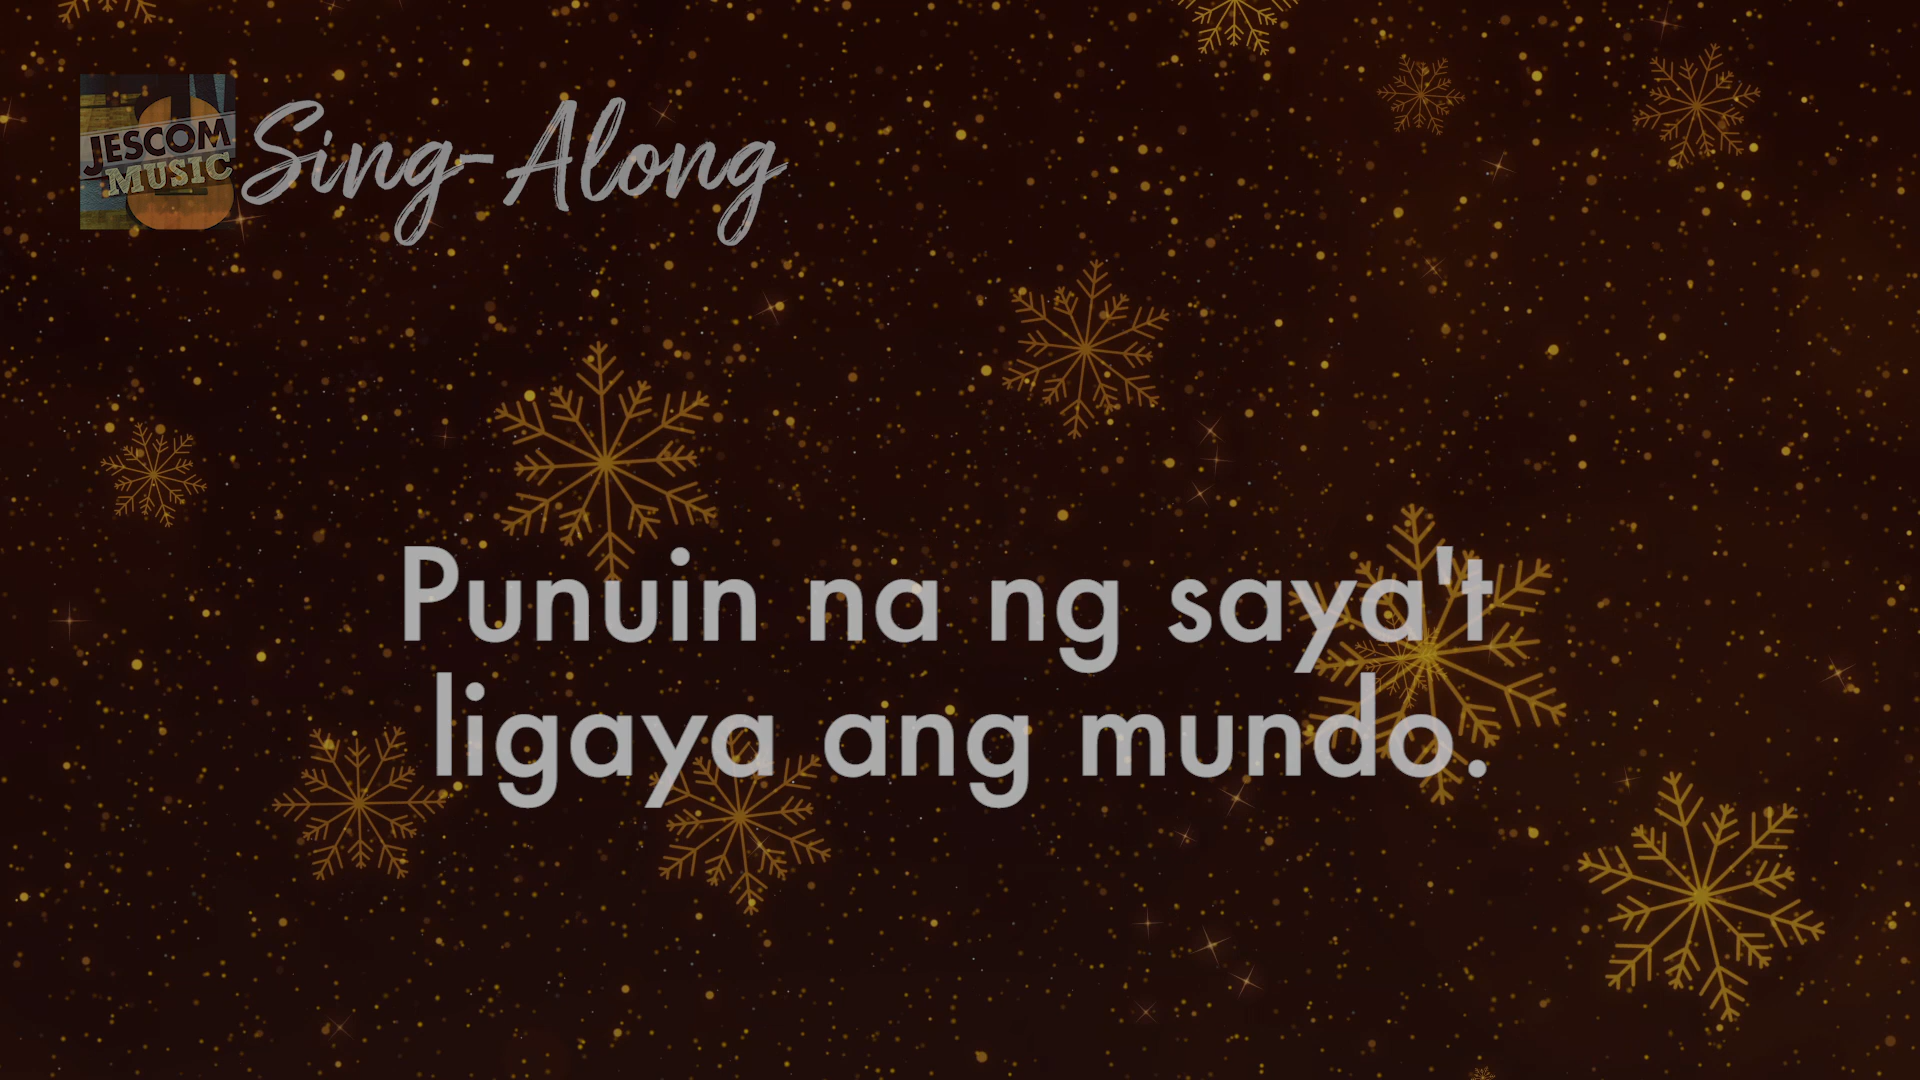 JESCOM
MUSIC
Sing-Along
Punuin na ng saya't
ligaya ang mundo.